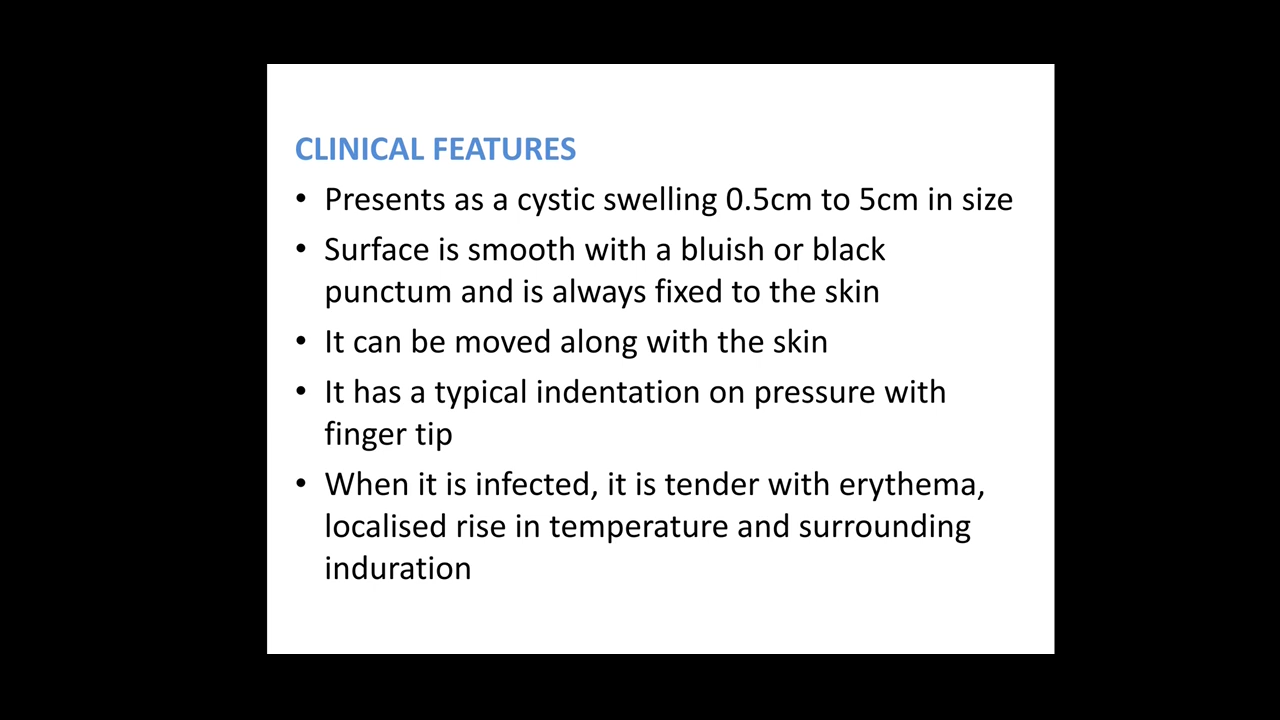 CLINICAL FEATURES
• Presents as a cystic swelling 0.5cm to 5cm in size
• Surface is smooth with a bluish or black
punctum and is always fixed to the skin
• It can be moved along with the skin
• It has a typical indentation on pressure with
finger tip
• When it is infected, it is tender with erythema,
localised rise in temperature and surrounding
induration